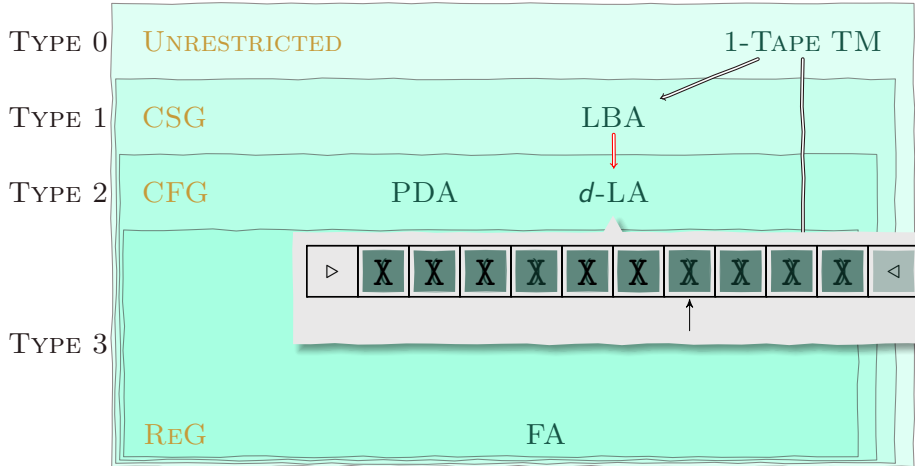 TYPE 0 UNRESTRICTED 1-TAPE TM
TYPE 1 CSG LBA
TYPE 2 CFG PDA d-LA
▷ X X X X X X X X X X ◁
TYPE 3
REG FA